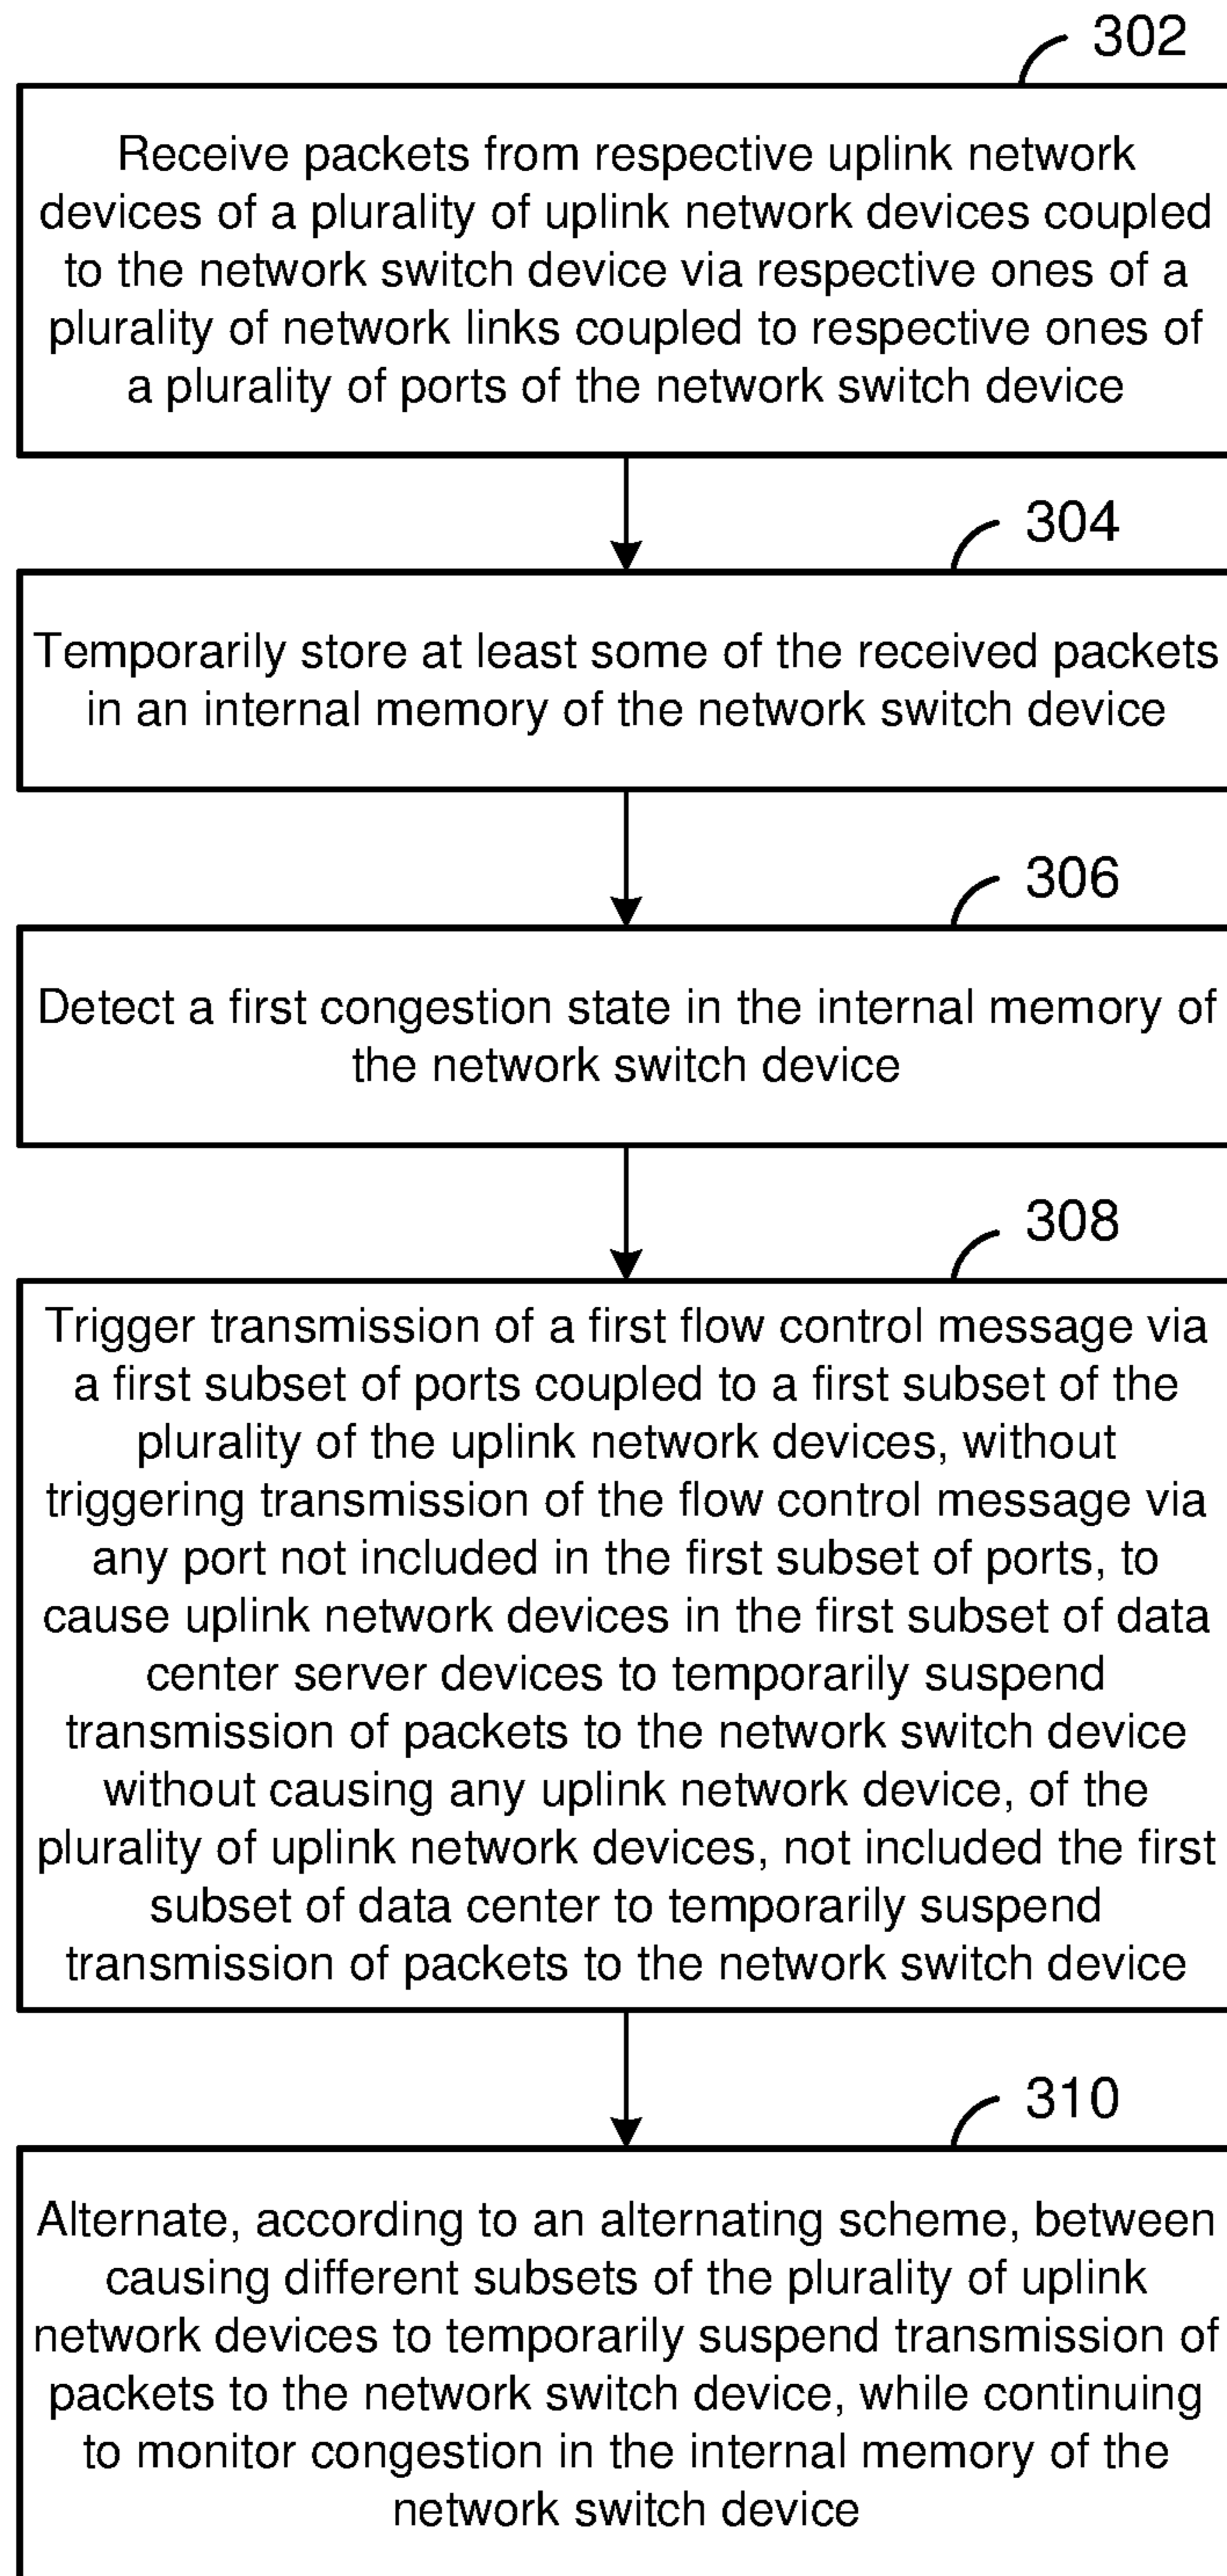 302
Receive packets from respective uplink network
devices of a plurality of uplink network devices coupled
to the network switch device via respective ones of a
plurality of network links coupled to respective ones of
a plurality of ports of the network switch device
304
Temporarily store at least some of the received packets
in an internal memory of the network switch device
306
Detect a first congestion state in the internal memory of
the network switch device
308
Trigger transmission of a first flow control message via
a first subset of ports coupled to a first subset of the
plurality of the uplink network devices, without
triggering transmission of the flow control message via
any port not included in the first subset of ports, to
cause uplink network devices in the first subset of data
center server devices to temporarily suspend
transmission of packets to the network switch device
without causing any uplink network device, of the
plurality of uplink network devices, not included the first
subset of data center to temporarily suspend
transmission of packets to the network switch device
310
Alternate, according to an alternating scheme, between
causing different subsets of the plurality of uplink
network devices to temporarily suspend transmission of
packets to the network switch device, while continuing
to monitor congestion in the internal memory of the
network switch device